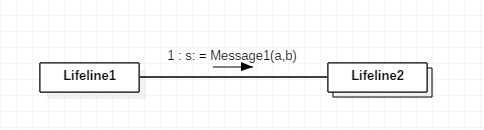 1 : s: = Message1(a,b)
Lifeline1
Lifeline2